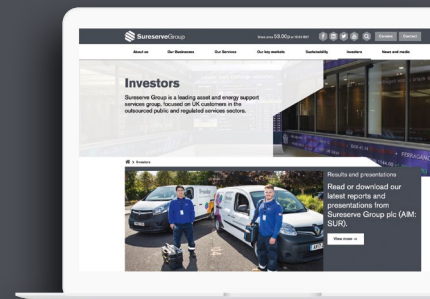 SureserveGroup
Share price 59.00p
Careers
Contact
About us
Our Businesses
Our Services
Our key markets
Sustainability
Investors
News and media
Investors
Sureserve Group is a leading asset and energy support
services group, focused on UK customers in the
outsourced public and regulated services sectors.
> Investors
Results and presentations
Read or download our
latest reports and
presentations from
Sureserve Group plc (AIM:
SUR).
View more